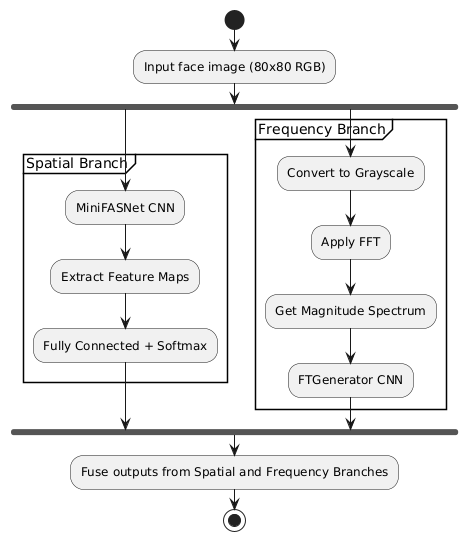 Input face image (80x80 RGB)
Spatial Branch
MiniFASNet CNN
Extract Feature Maps
Fully Connected + Softmax
Frequency Branch
Convert to Grayscale
Apply FFT
Get Magnitude Spectrum
FTGenerator CNN
Fuse outputs from Spatial and Frequency Branches